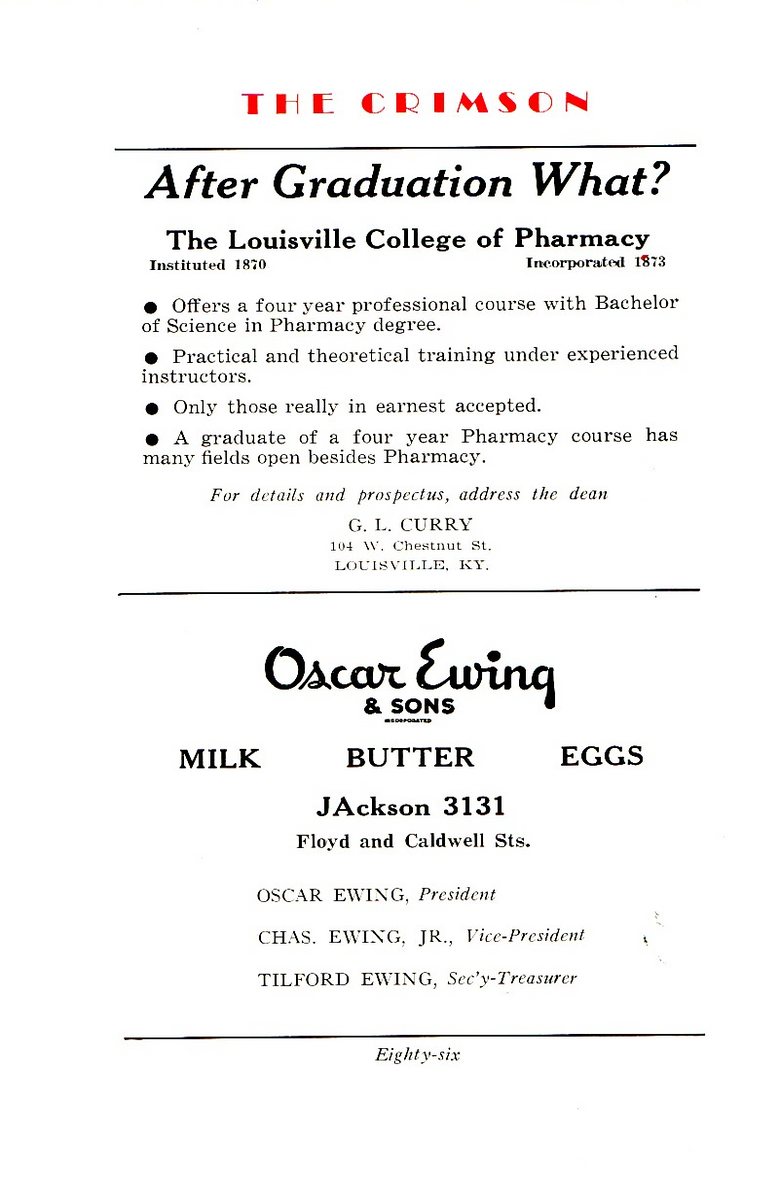 THE CRIMSON
After Graduation What?
The Louisville College of Pharmacy
Instituted 1870 Incorporated 1873
● Offers a four year professional course with Bachelor
of Science in Pharmacy degree.
● Practical and theoretical training under experienced
instructors.
● Only those really in earnest accepted.
● A graduate of a four year Pharmacy course has
many fields open besides Pharmacy.
For details and prospectus, address the dean
G. L. CURRY
104 W. Chestnut St.
LOUISVILLE, KY.
Oscar Ewing
& SONS
INCORPORATED
MILK BUTTER EGGS
JAckson 3131
Floyd and Caldwell Sts.
OSCAR EWING, President
CHAS. EWING, JR., Vice-President
TILFORD EWING, Sec'y-Treasurer
Eighty-six